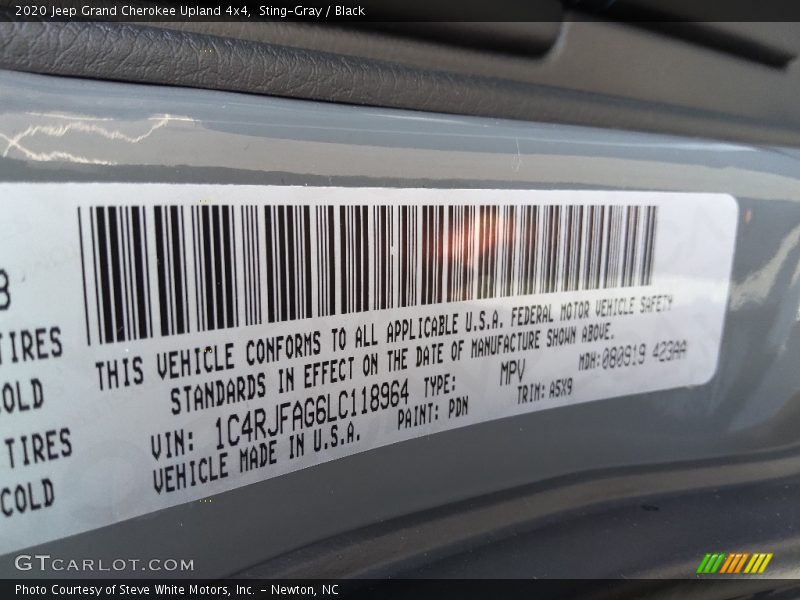 2020 Jeep Grand Cherokee Upland 4x4, Sting-Gray / Black
TIRES
COLD
TIRES
COLD
THIS VEHICLE CONFORMS TO ALL APPLICABLE U.S.A. FEDERAL MOTOR VEHICLE SAFETY
STANDARDS IN EFFECT ON THE DATE OF MANUFACTURE SHOWN ABOVE.
VIN: 1C4RJFAG6LC118964 TYPE: MPV MDH: 080919 423AA
VEHICLE MADE IN U.S.A. PAINT: PDN TRIM: A5X9
GTCARLOT.COM
Photo Courtesy of Steve White Motors, Inc. - Newton, NC